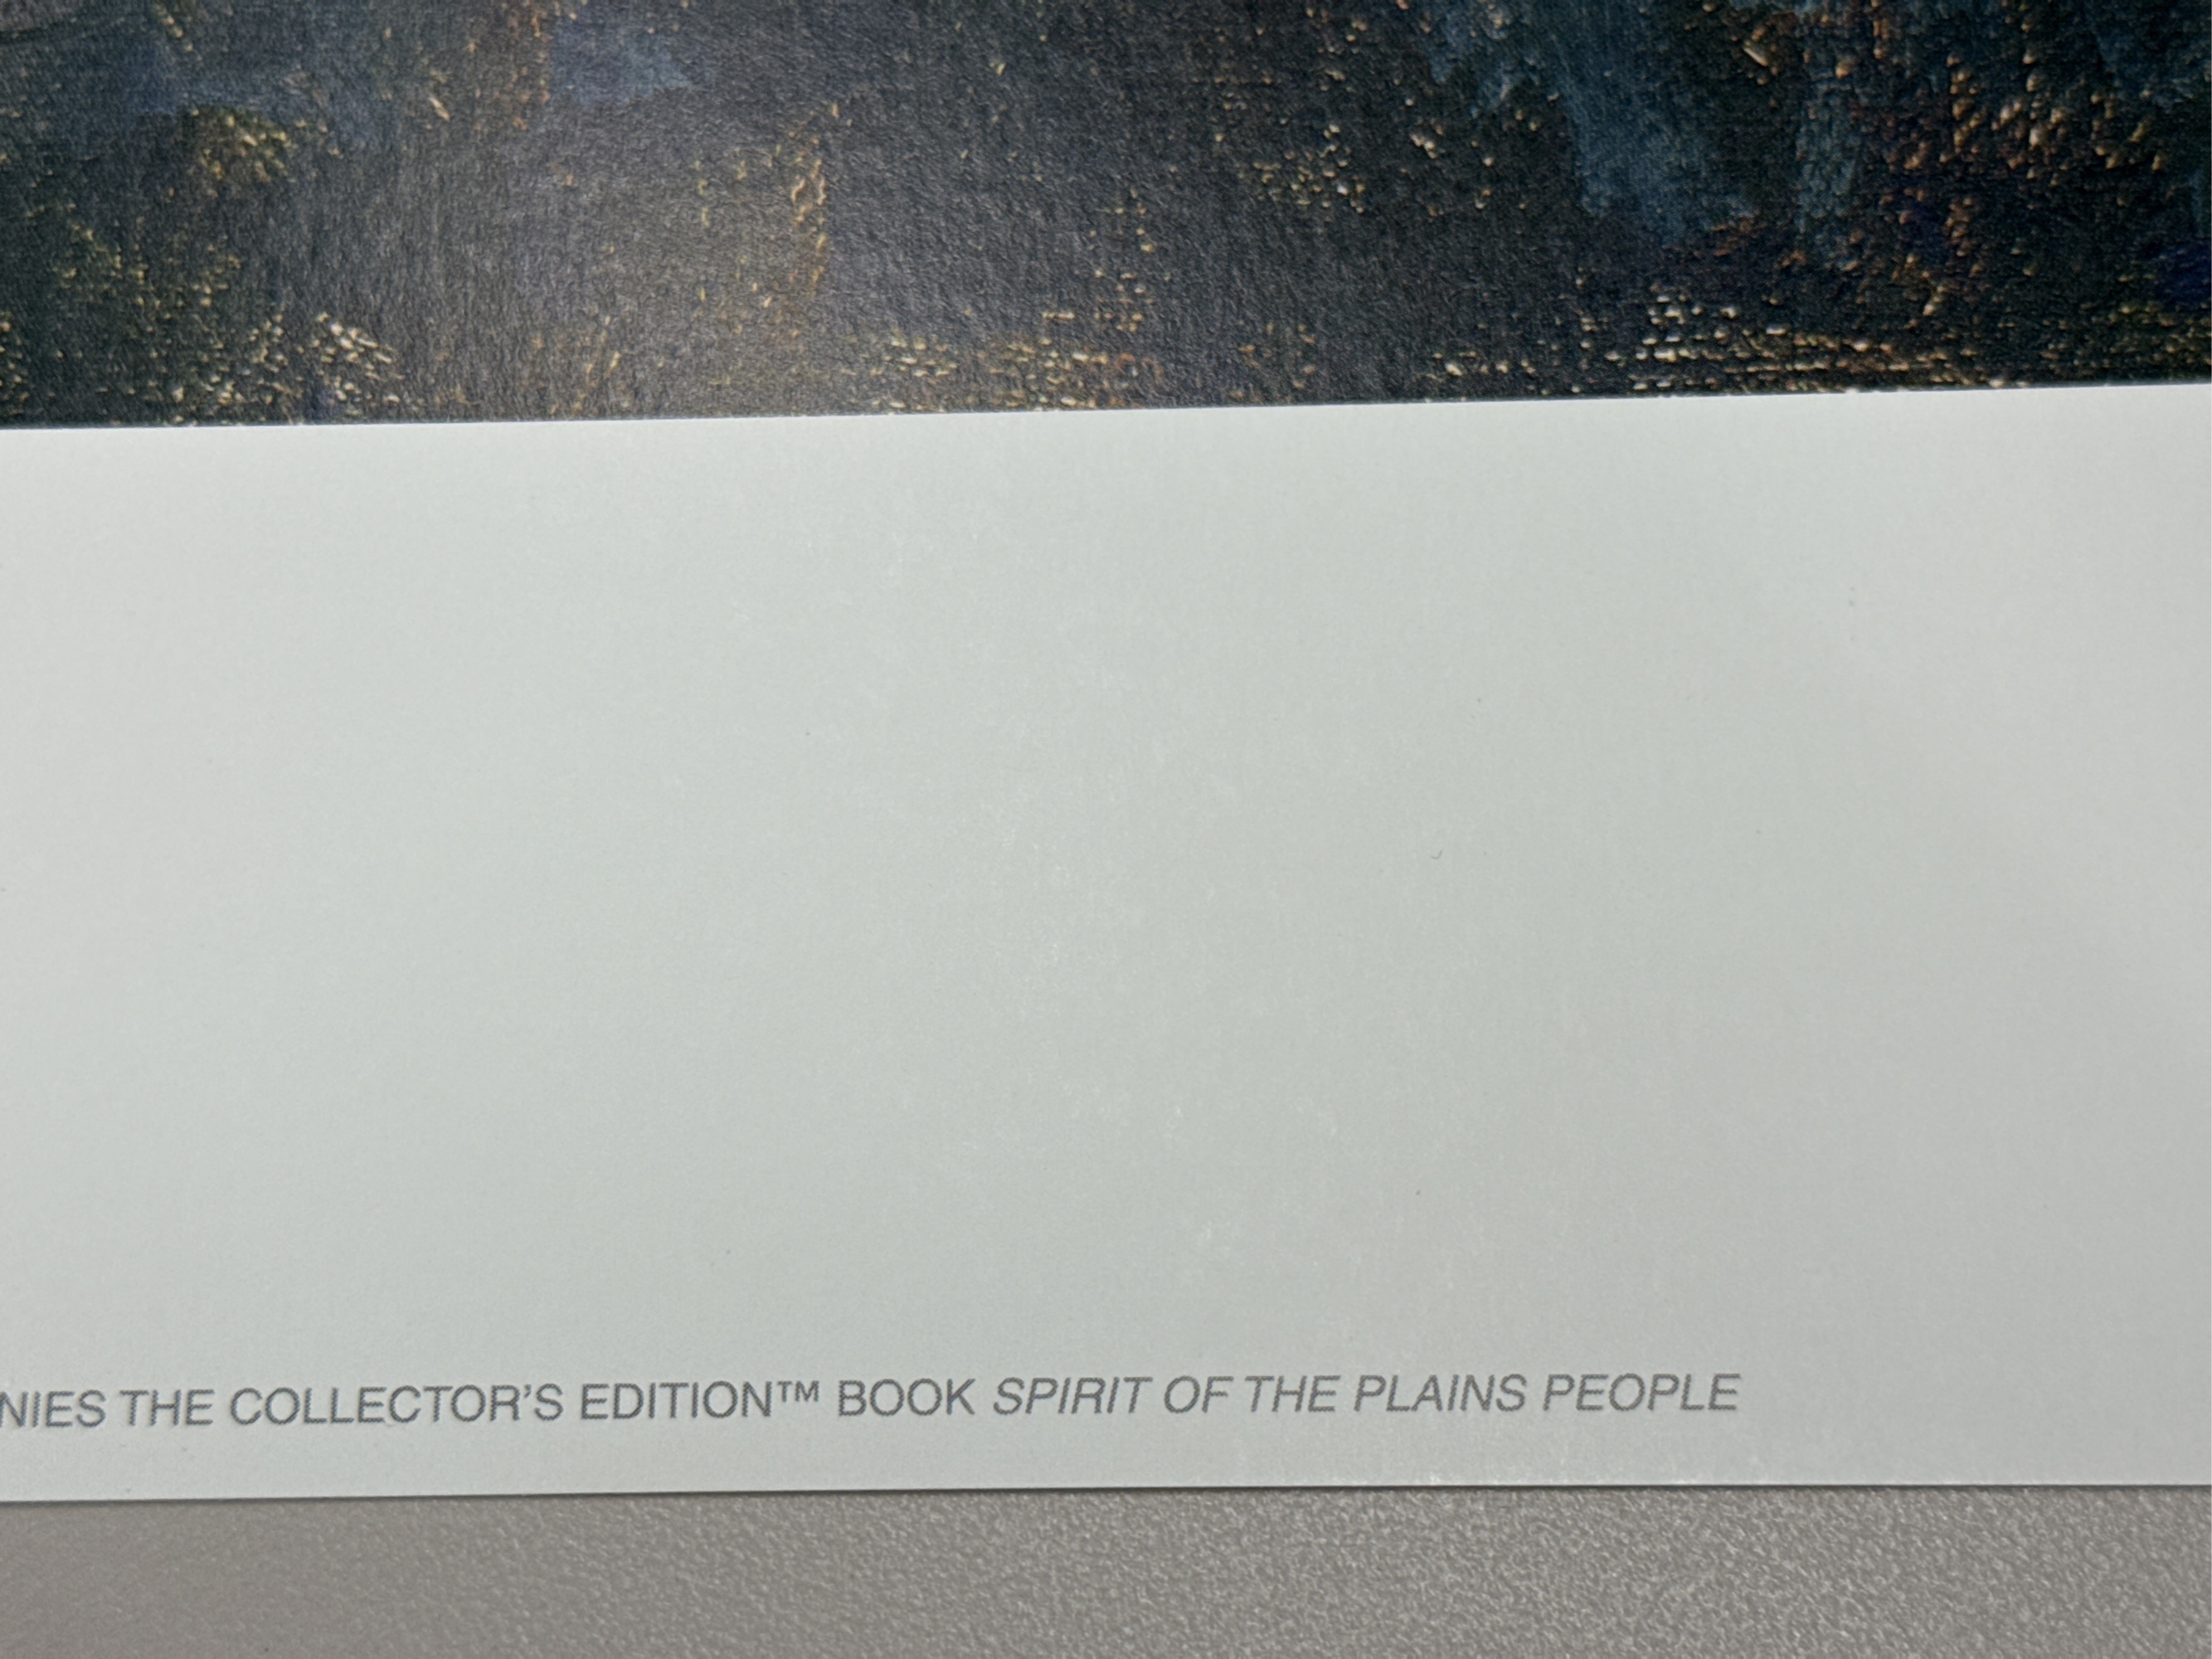 NIES THE COLLECTOR'S EDITION™ BOOK SPIRIT OF THE PLAINS PEOPLE